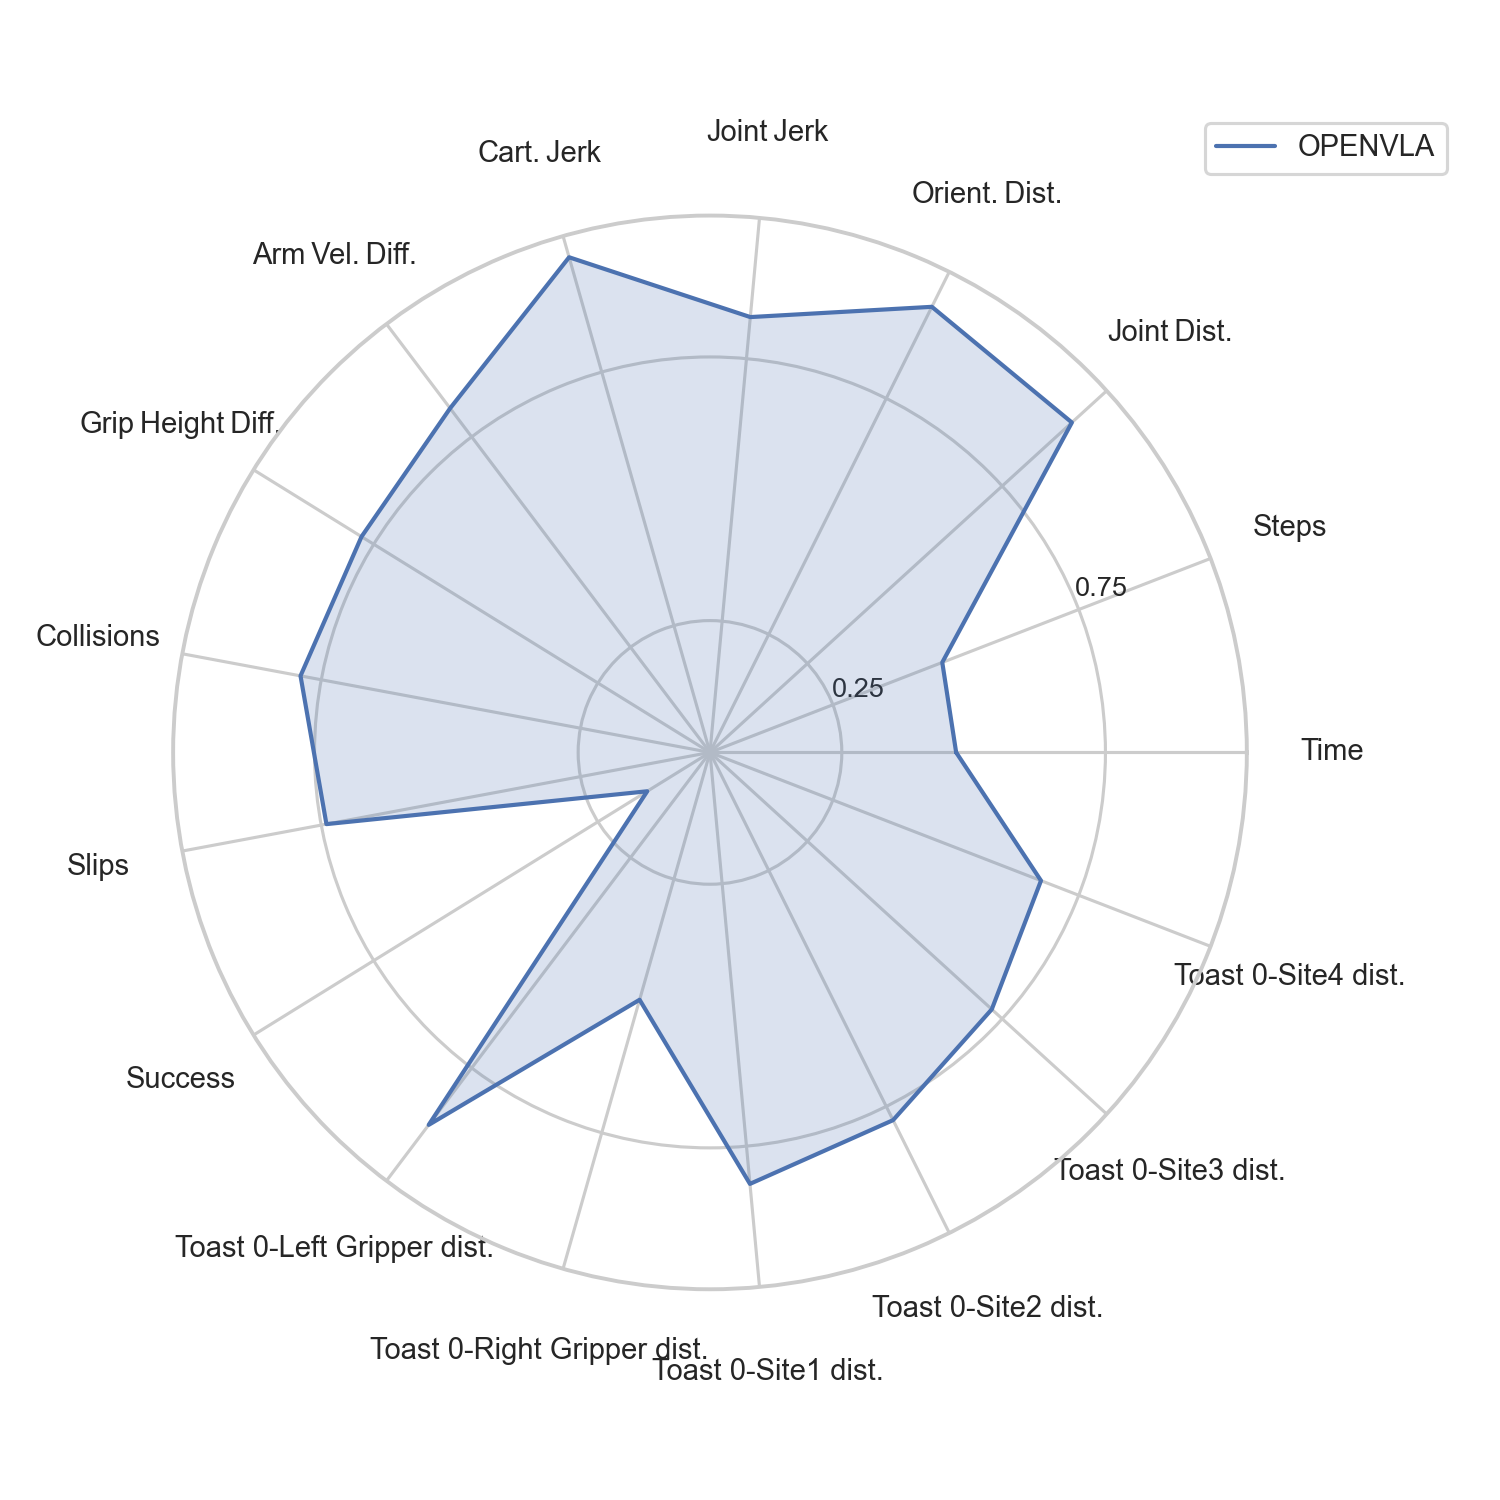 Joint Jerk
Cart. Jerk
OPENVLA
Orient. Dist.
Arm Vel. Diff.
Joint Dist.
Grip Height Diff.
Steps
0.75
Collisions
0.25
Time
Slips
Toast 0-Site4 dist.
Success
Toast 0-Site3 dist.
Toast 0-Left Gripper dist.
Toast 0-Site2 dist.
Toast 0-Right Gripper dist.
Toast 0-Site1 dist.